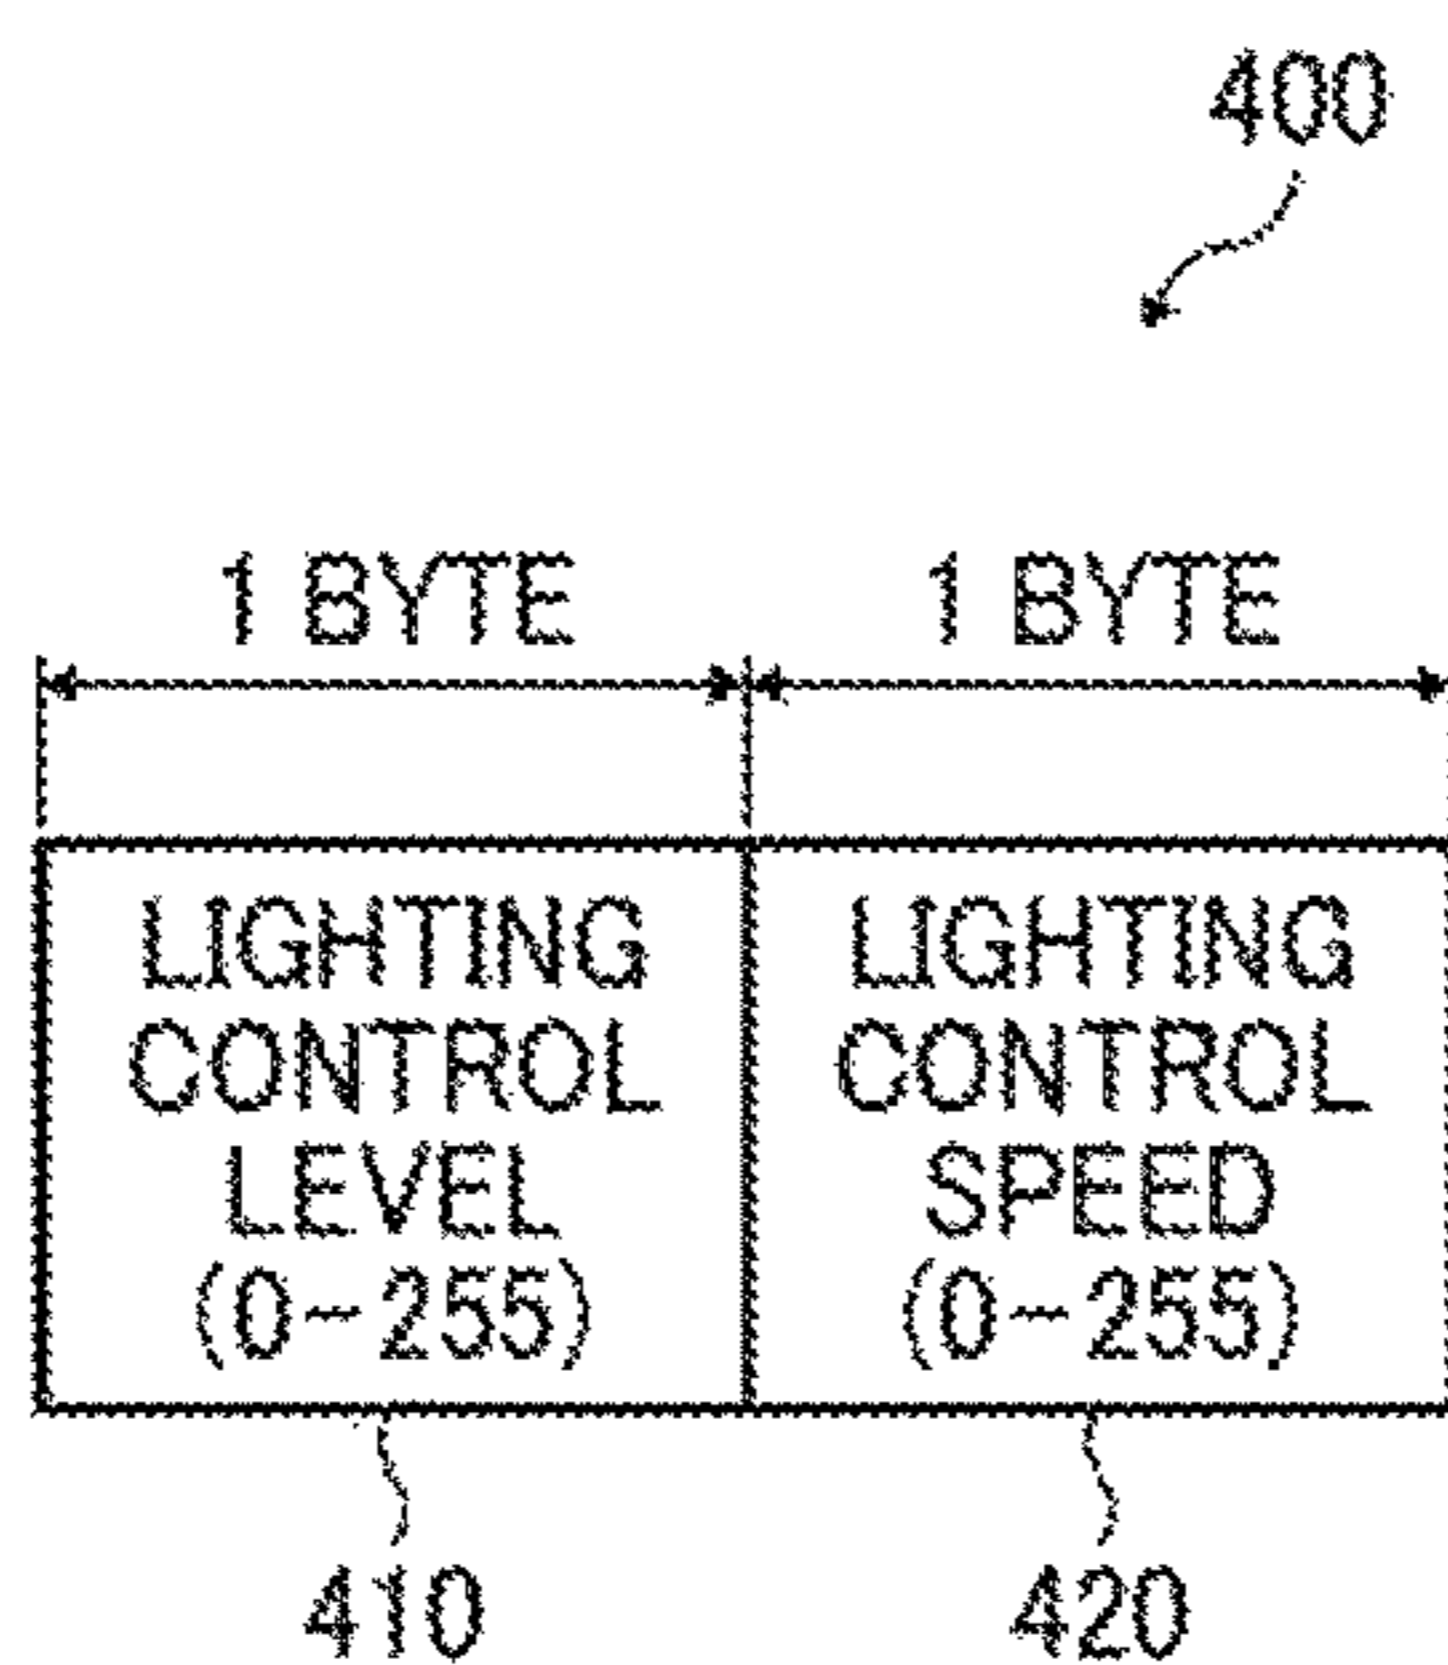 400
1 BYTE 1 BYTE
LIGHTING
CONTROL
LEVEL
(0-255)
LIGHTING
CONTROL
SPEED
(0-255)
410 420